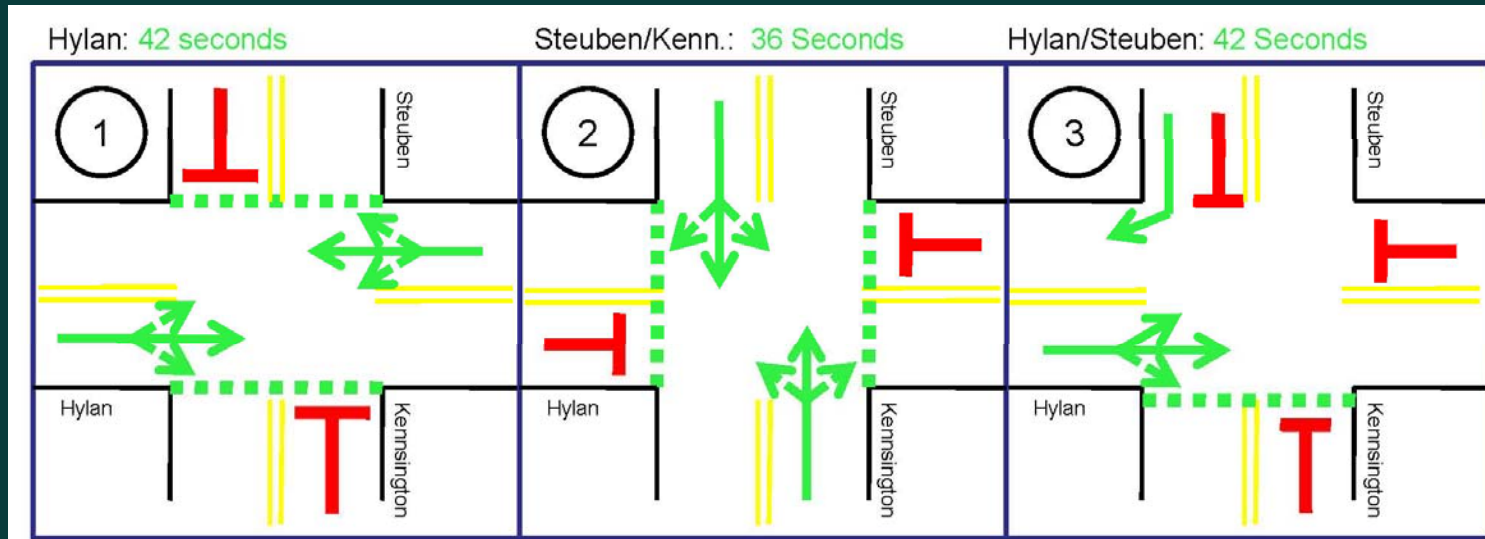 Hylan: 42 seconds
Steuben/Kenn.: 36 Seconds
Hylan/Steuben: 42 Seconds
1
Steuben
Hylan
Kennsington
2
Steuben
Hylan
Kennsington
3
Steuben
Hylan
Kennsington